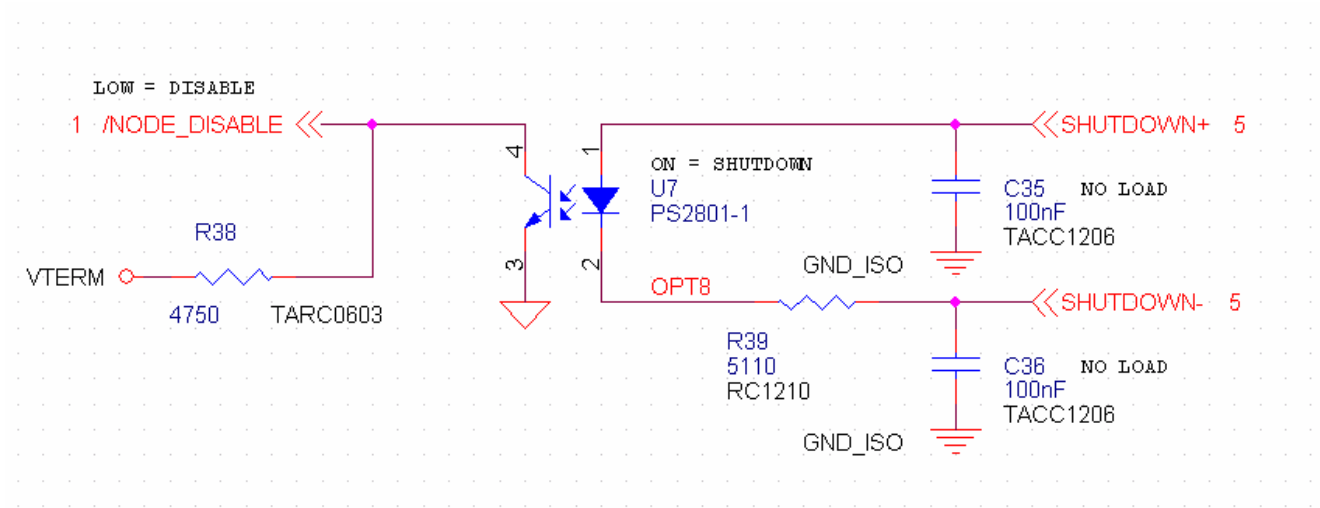 LOW = DISABLE
1 /NODE_DISABLE
SHUTDOWN+ 5
4
1
ON = SHUTDOWN
U7
PS2801-1
C35 NO LOAD
100nF
TACC1206
R38
VTERM
4750 TARC0603
3
2
GND_ISO
OPT8
SHUTDOWN- 5
R39
5110
RC1210
C36 NO LOAD
100nF
TACC1206
GND_ISO